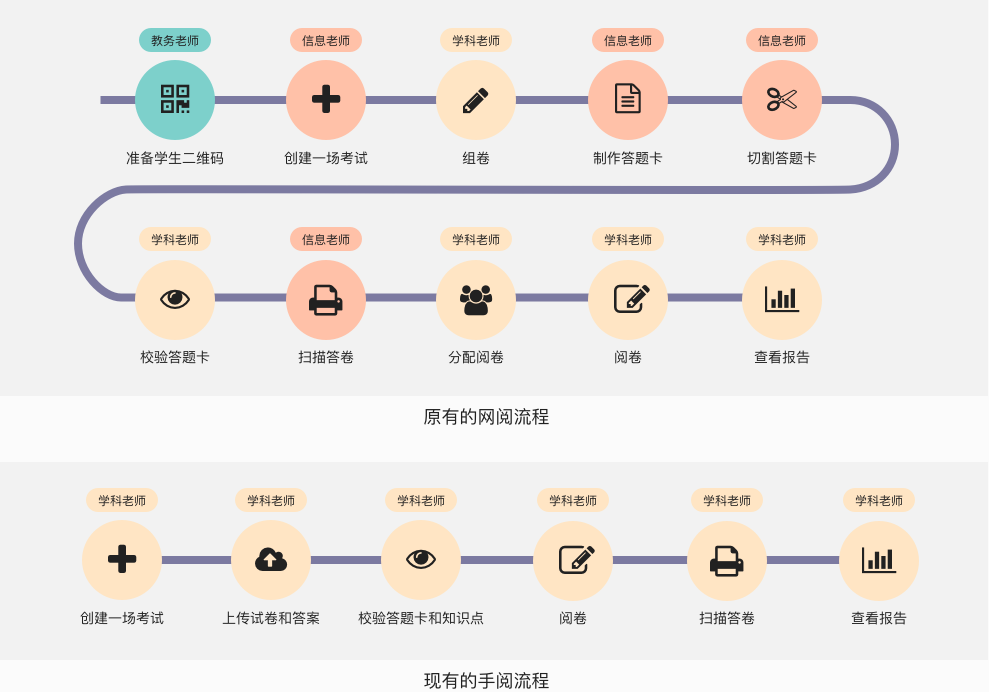 教务老师 信息老师 学科老师 信息老师 信息老师
准备学生二维码 创建一场考试 组卷 制作答题卡 切割答题卡
学科老师 信息老师 学科老师 学科老师 学科老师
校验答题卡 扫描答卷 分配阅卷 阅卷 查看报告
原有的网阅流程
学科老师 学科老师 学科老师 学科老师 学科老师 学科老师
创建一场考试 上传试卷和答案 校验答题卡和知识点 阅卷 扫描答卷 查看报告
现有的手阅流程